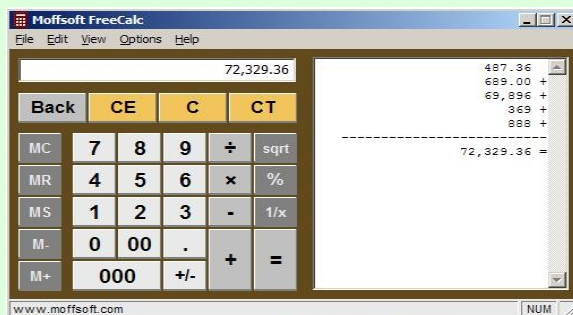 Moffsoft FreeCalc
File Edit View Options Help
72,329.36
Back CE C CT
MC 7 8 9 ÷ sqrt
MR 4 5 6 × %
MS 1 2 3 - 1/x
M- 0 00 . + =
M+ 000 +/-
487.36
689.00 +
69,896 +
369 +
888 +
---------------------------
72,329.36 =
www.moffsoft.com NUM